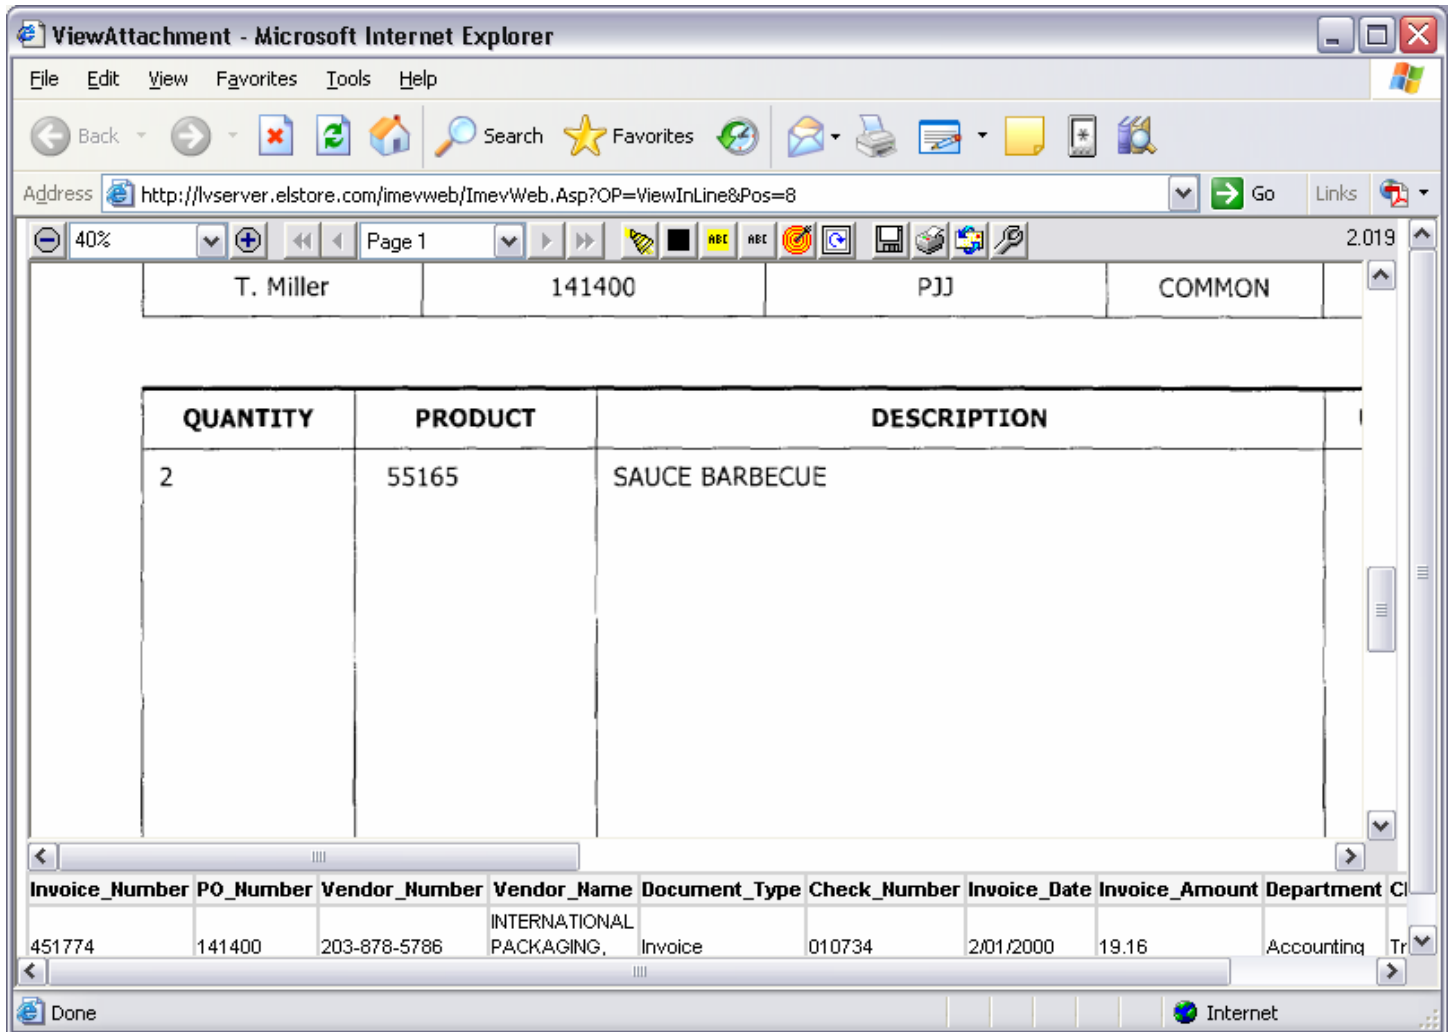 ViewAttachment - Microsoft Internet Explorer
File Edit View Favorites Tools Help
Back Search Favorites
Address http://lvserver.elstore.com/imevweb/ImevWeb.Asp?OP=ViewInLine&Pos=8 Go Links
40% Page 1 ABC ABC 2.019
T. Miller 141400 PJJ COMMON
QUANTITY PRODUCT DESCRIPTION
2 55165 SAUCE BARBECUE
Invoice_Number PO_Number Vendor_Number Vendor_Name Document_Type Check_Number Invoice_Date Invoice_Amount Department
INTERNATIONAL
451774 141400 203-878-5786 PACKAGING, Invoice 010734 2/01/2000 19.16 Accounting
Done Internet